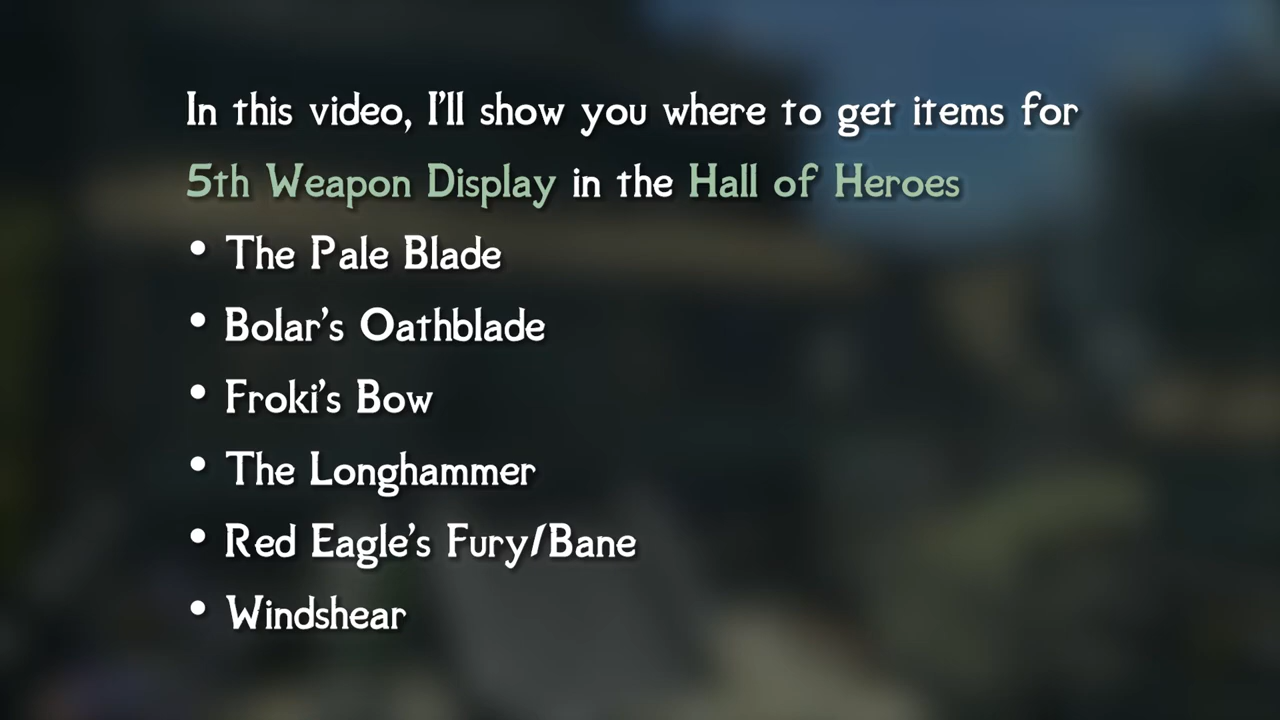 In this video, I'll show you where to get items for
5th Weapon Display in the Hall of Heroes
• The Pale Blade
• Bolar's Oathblade
• Froki's Bow
• The Longhammer
• Red Eagle's Fury/Bane
• Windshear